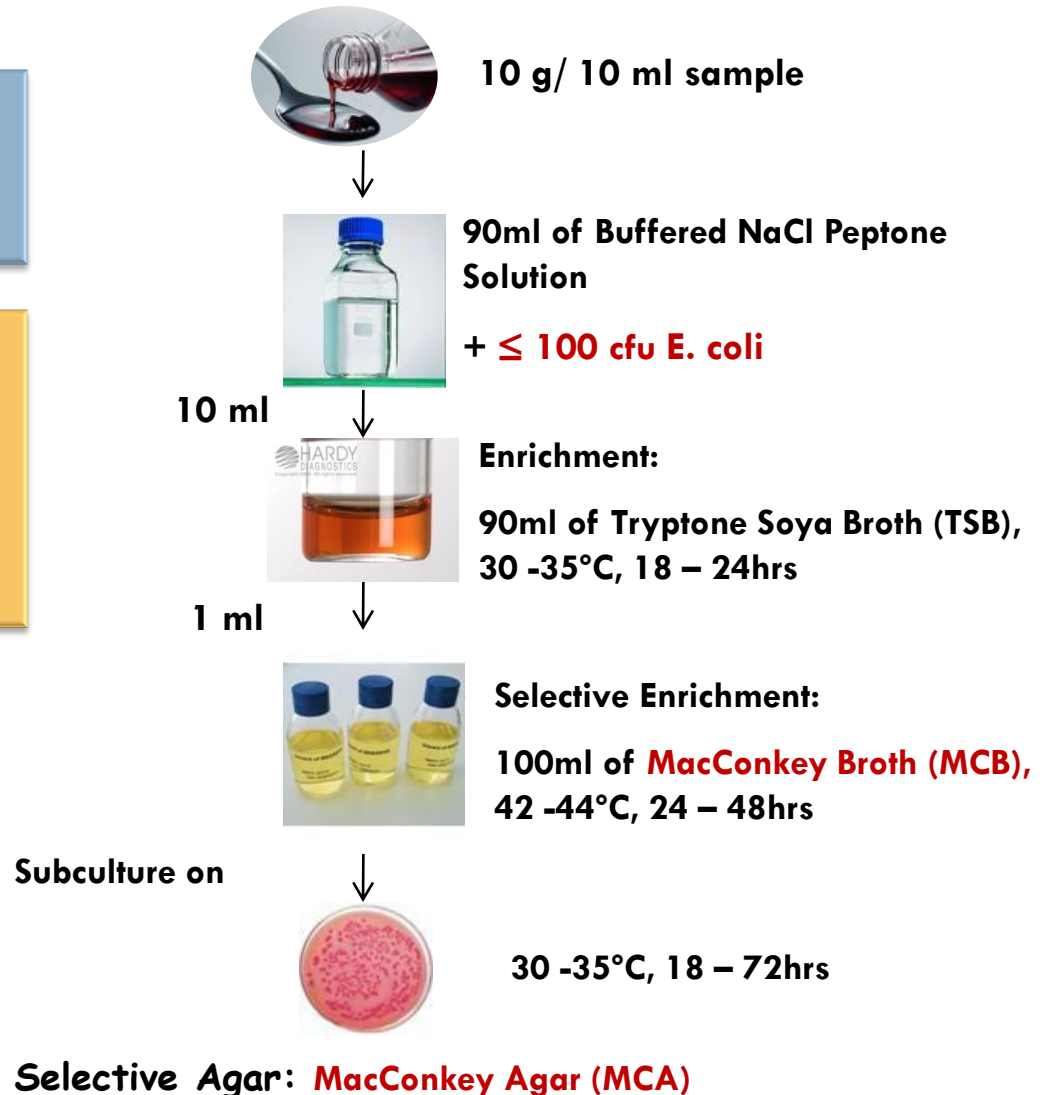 10 g/ 10 ml sample
90ml of Buffered NaCl Peptone
Solution
+ ≤ 100 cfu E. coli
10 ml
HARDY
DIAGNOSTICS
Enrichment:
90ml of Tryptone Soya Broth (TSB),
30 -35°C, 18 – 24hrs
1 ml
Selective Enrichment:
100ml of MacConkey Broth (MCB),
42 -44°C, 24 – 48hrs
Subculture on
30 -35°C, 18 – 72hrs
Selective Agar: MacConkey Agar (MCA)